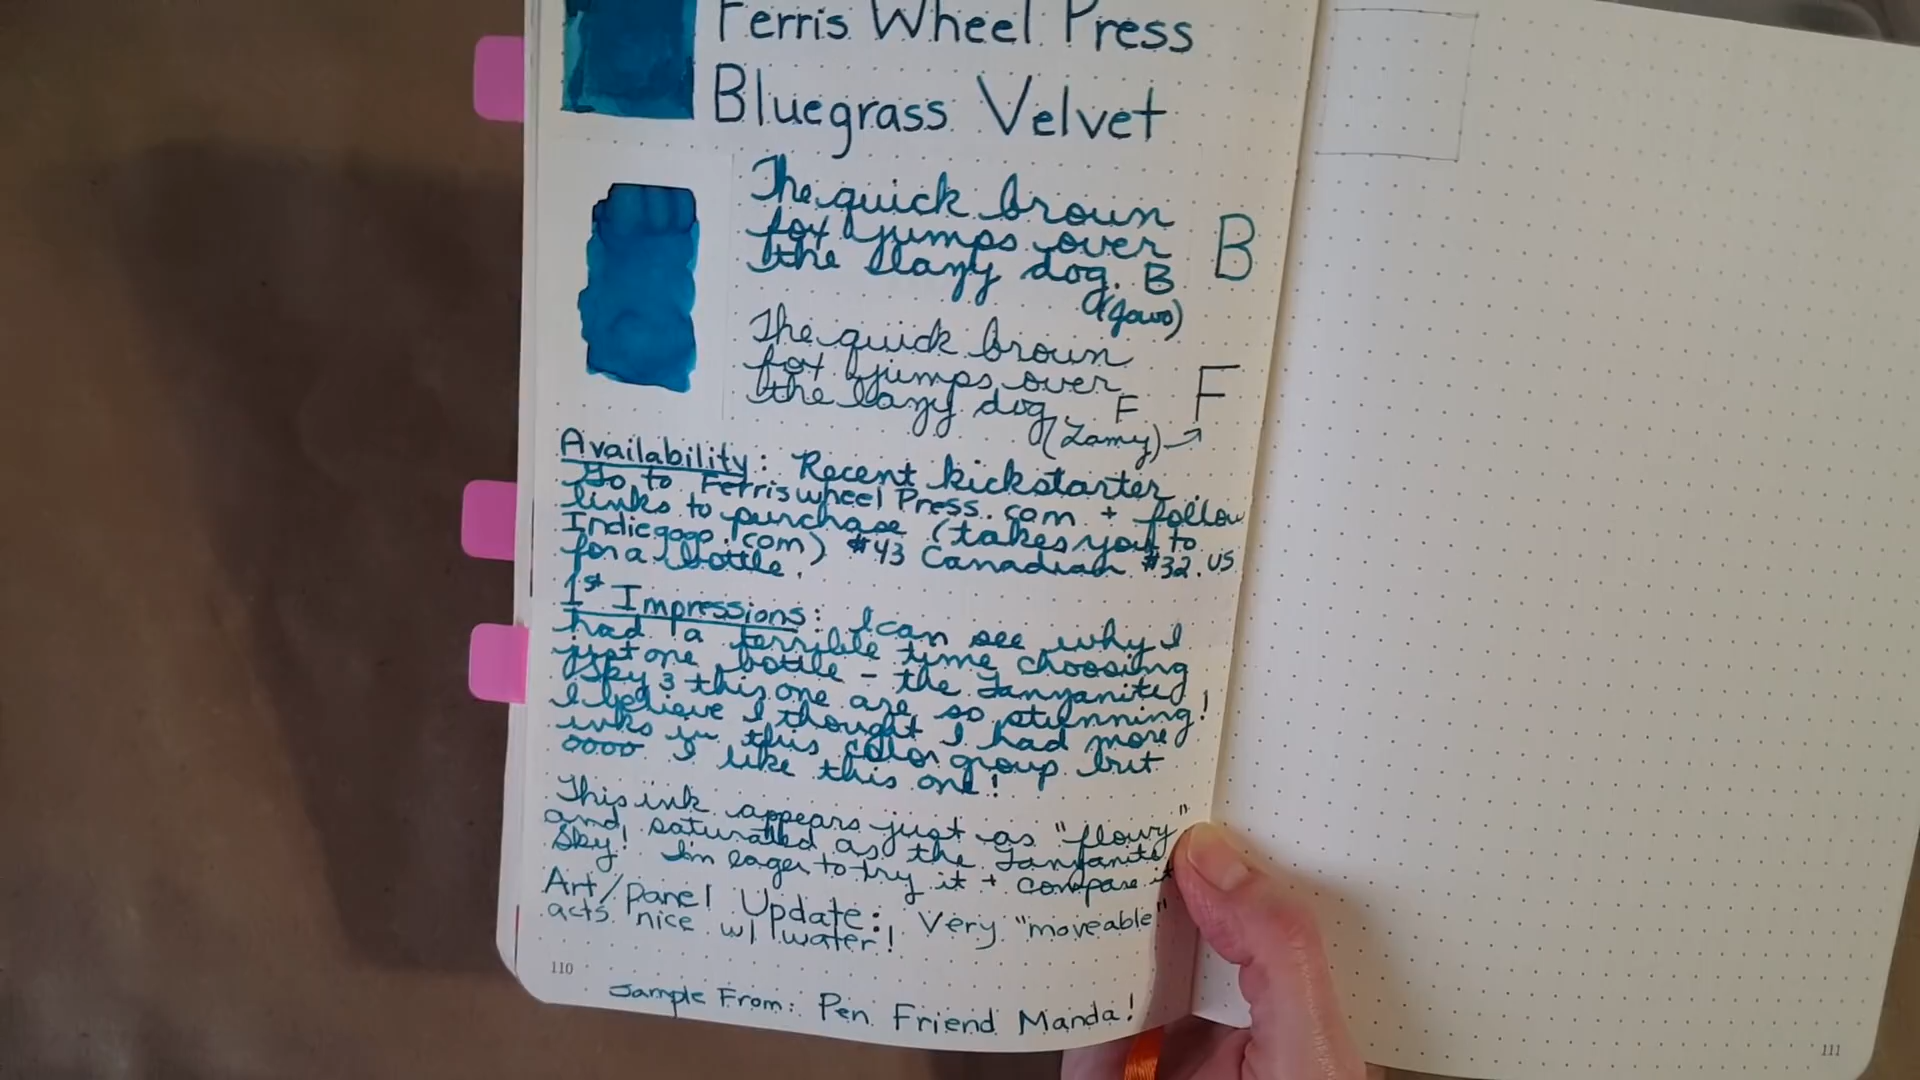 Ferris Wheel Press
Bluegrass Velvet
The quick brown
fox jumps over
the lazy dog. B
(Jowo)
B
The quick brown
fox jumps over
the lazy dog F
(Lamy) →
F
Availability: Recent kickstarter
Go to Ferriswheel Press.com + follow
links to purchase (takes you to
Indiegogo.com) $43 Canadian $32. US
for a bottle.
1st Impressions: I can see why I
had a terrible time choosing
just one bottle - the Tanzanite
Sky & this one are so stunning!
I believe I thought I had more
inks in this color group but
oooo I like this one!
This ink appears just as "flowy"
and saturated as the Tanzanite
Sky! I'm eager to try it + compare it
Art/panel Update: Very "moveable"
acts nice w/ water!
110
Sample From: Pen Friend Manda!
111